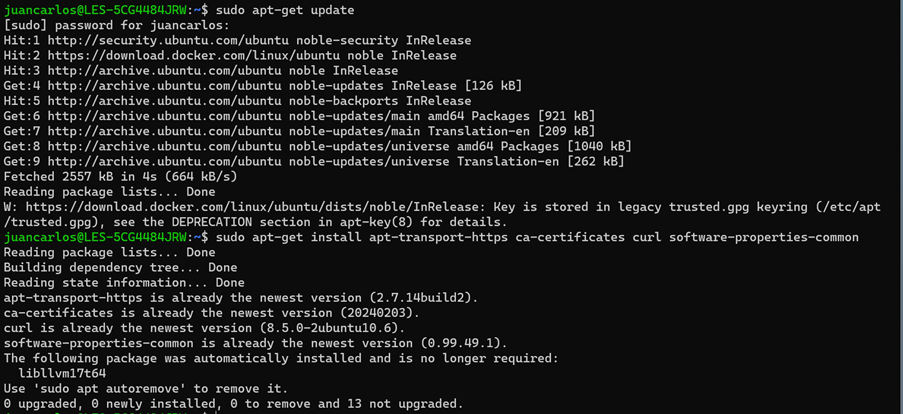 juancarlos@LES-5CG4484JRW:~$ sudo apt-get update
[sudo] password for juancarlos:
Hit:1 http://security.ubuntu.com/ubuntu noble-security InRelease
Hit:2 https://download.docker.com/linux/ubuntu noble InRelease
Hit:3 http://archive.ubuntu.com/ubuntu noble InRelease
Get:4 http://archive.ubuntu.com/ubuntu noble-updates InRelease [126 kB]
Hit:5 http://archive.ubuntu.com/ubuntu noble-backports InRelease
Get:6 http://archive.ubuntu.com/ubuntu noble-updates/main amd64 Packages [921 kB]
Get:7 http://archive.ubuntu.com/ubuntu noble-updates/main Translation-en [209 kB]
Get:8 http://archive.ubuntu.com/ubuntu noble-updates/universe amd64 Packages [1040 kB]
Get:9 http://archive.ubuntu.com/ubuntu noble-updates/universe Translation-en [262 kB]
Fetched 2557 kB in 4s (664 kB/s)
Reading package lists... Done
W: https://download.docker.com/linux/ubuntu/dists/noble/InRelease: Key is stored in legacy trusted.gpg keyring (/etc/apt
/trusted.gpg), see the DEPRECATION section in apt-key(8) for details.
juancarlos@LES-5CG4484JRW:~$ sudo apt-get install apt-transport-https ca-certificates curl software-properties-common
Reading package lists... Done
Building dependency tree... Done
Reading state information... Done
apt-transport-https is already the newest version (2.7.14build2).
ca-certificates is already the newest version (20240203).
curl is already the newest version (8.5.0-2ubuntu10.6).
software-properties-common is already the newest version (0.99.49.1).
The following package was automatically installed and is no longer required:
  libllvm17t64
Use 'sudo apt autoremove' to remove it.
0 upgraded, 0 newly installed, 0 to remove and 13 not upgraded.
juancarlos@LES-5CG4484JRW:~$